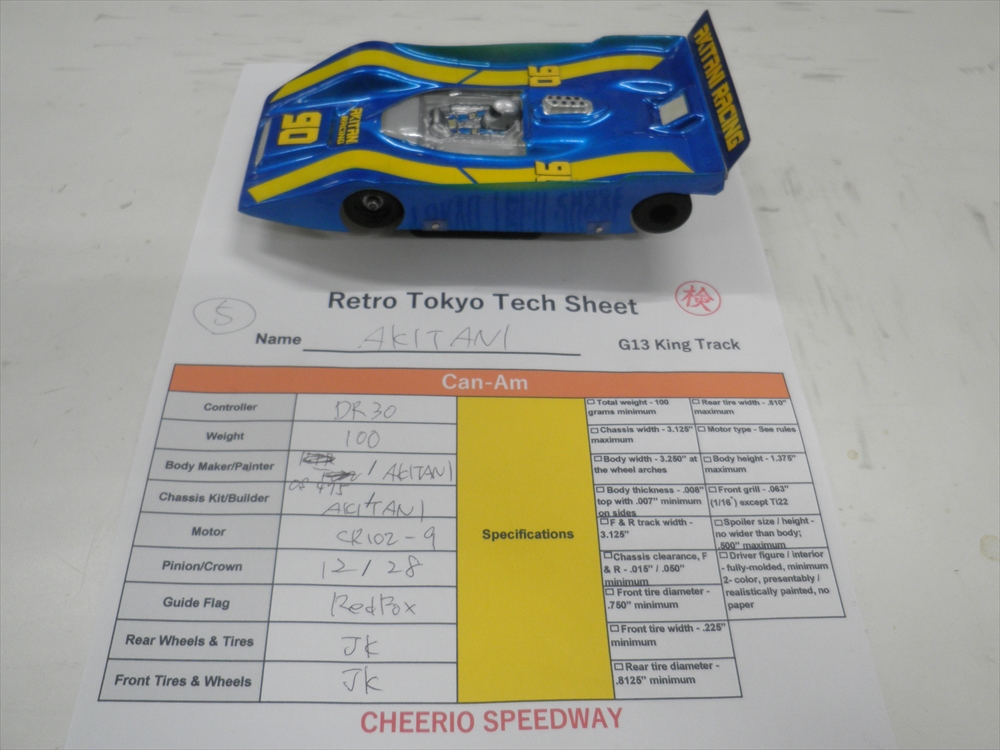 AKITANI RACING
06
06
AKITANI
RACING
06
Retro Tokyo Tech Sheet
検
5
Name AKITANI
G13 King Track
Can-Am
Controller DR30
Weight 100
Body Maker/Painter / AKITANI
Chassis Kit/Builder AKITANI
Motor CR102-9
Pinion/Crown 12/28
Guide Flag RedFox
Rear Wheels & Tires JK
Front Tires & Wheels JK
Specifications
Total weight - 100
grams minimum
Rear tire width - .810"
maximum
Chassis width - 3.125"
maximum
Motor type - See rules
Body width - 3.250" at
the wheel arches
Body height - 1.375"
maximum
Body thickness - .008"
top with .007" minimum
on sides
Front grill - .063"
(1/16") except Ti22
F & R track width -
3.125"
Spoiler size / height -
no wider than body;
.500" maximum
Chassis clearance, F
& R - .015" / .050"
minimum
Driver figure / interior
- fully-molded, minimum
2- color, presentably /
realistically painted, no
paper
Front tire diameter -
.750" minimum
Front tire width - .225"
minimum
Rear tire diameter -
.8125" minimum
CHEERIO SPEEDWAY